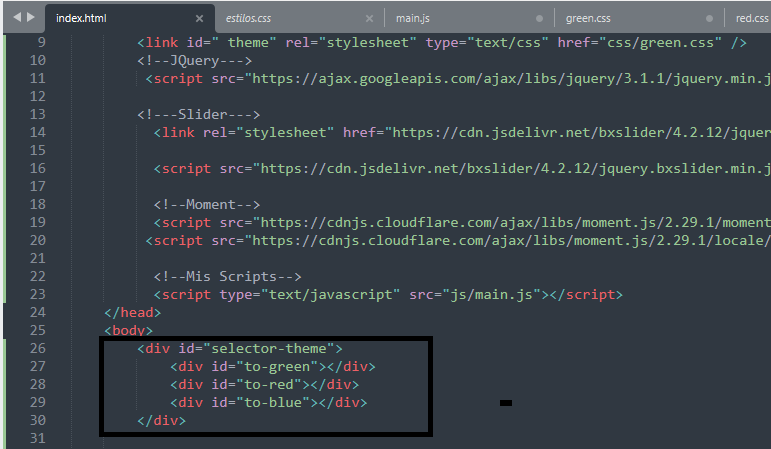 index.html estilos.css main.js green.css red.css
9 <link id=" theme" rel="stylesheet" type="text/css" href="css/green.css" />
10 <!--JQuery--->
11 <script src="https://ajax.googleapis.com/ajax/libs/jquery/3.1.1/jquery.min.j
12
13 <!---Slider--->
14 <link rel="stylesheet" href="https://cdn.jsdelivr.net/bxslider/4.2.12/jquer
15
16 <script src="https://cdn.jsdelivr.net/bxslider/4.2.12/jquery.bxslider.min.j
17
18 <!--Moment-->
19 <script src="https://cdnjs.cloudflare.com/ajax/libs/moment.js/2.29.1/moment
20 <script src="https://cdnjs.cloudflare.com/ajax/libs/moment.js/2.29.1/locale/
21
22 <!--Mis Scripts-->
23 <script type="text/javascript" src="js/main.js"></script>
24 </head>
25 <body>
26 <div id="selector-theme">
27 <div id="to-green"></div>
28 <div id="to-red"></div>
29 <div id="to-blue"></div>
30 </div>
31